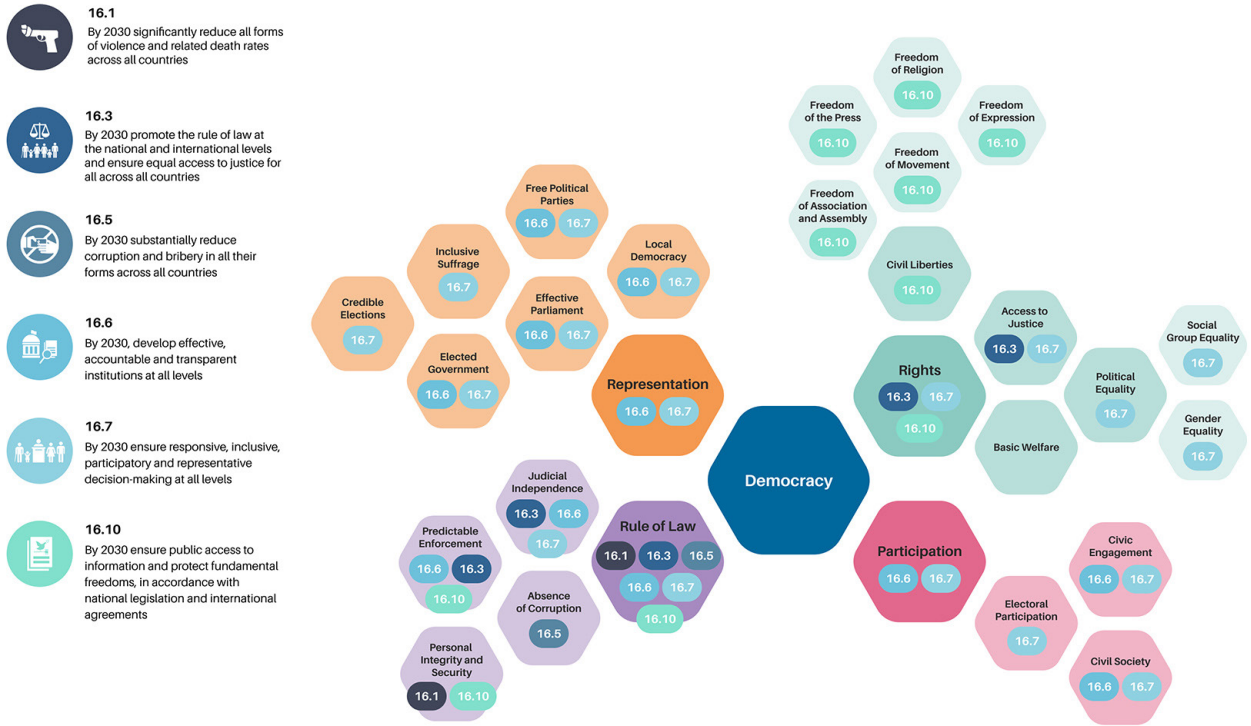 16.1
By 2030 significantly reduce all forms
of violence and related death rates
across all countries
16.3
By 2030 promote the rule of law at
the national and international levels
and ensure equal access to justice for
all across all countries
16.5
By 2030 substantially reduce
corruption and bribery in all their
forms across all countries
16.6
By 2030, develop effective,
accountable and transparent
institutions at all levels
16.7
By 2030 ensure responsive, inclusive,
participatory and representative
decision-making at all levels
16.10
By 2030 ensure public access to
information and protect fundamental
freedoms, in accordance with
national legislation and international
agreements
Democracy
Representation
16.6 16.7
Free Political
Parties
16.6 16.7
Inclusive
Suffrage
16.7
Local
Democracy
16.6 16.7
Credible
Elections
16.7
Effective
Parliament
16.6 16.7
Elected
Government
16.6 16.7
Rights
16.3 16.7
16.10
Freedom
of Religion
16.10
Freedom
of the Press
16.10
Freedom
of Expression
16.10
Freedom
of Movement
16.10
Freedom
of Association
and Assembly
16.10
Civil Liberties
16.10
Access to
Justice
16.3 16.7
Political
Equality
16.7
Social
Group Equality
16.7
Gender
Equality
16.7
Basic Welfare
Rule of Law
16.1 16.3 16.5
16.6 16.7
16.10
Judicial
Independence
16.3 16.6
16.7
Predictable
Enforcement
16.6 16.3
16.10
Absence
of Corruption
16.5
Personal
Integrity and
Security
16.1 16.10
Participation
16.6 16.7
Civic
Engagement
16.6 16.7
Electoral
Participation
16.7
Civil Society
16.6 16.7